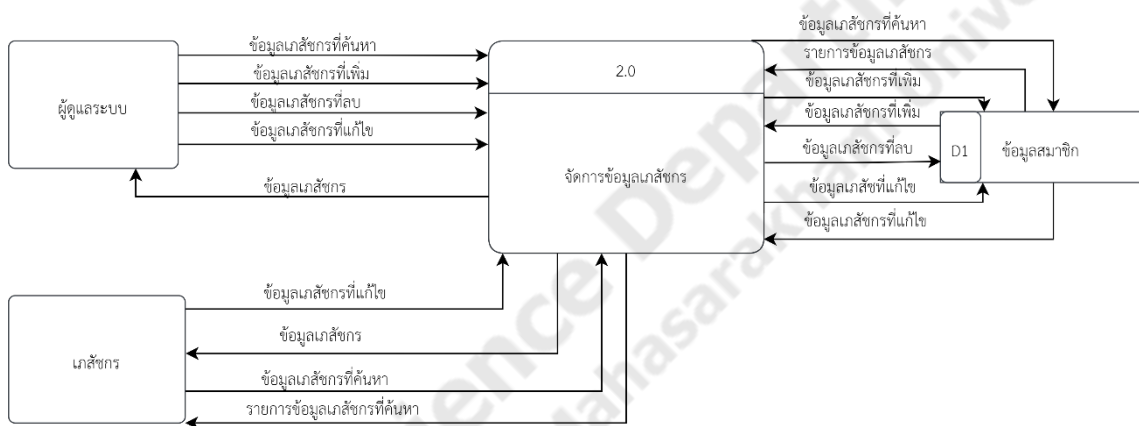 ข้อมูลเภสัชกรที่ค้นหา
ข้อมูลเภสัชกรที่เพิ่ม
ข้อมูลเภสัชกรที่ลบ
ข้อมูลเภสัชกรที่แก้ไข
ข้อมูลเภสัชกร
ผู้ดูแลระบบ
2.0
จัดการข้อมูลเภสัชกร
ข้อมูลเภสัชกรที่ค้นหา
รายการข้อมูลเภสัชกร
ข้อมูลเภสัชกรที่เพิ่ม
ข้อมูลเภสัชกรที่เพิ่ม
ข้อมูลเภสัชกรที่ลบ
ข้อมูลเภสัชที่แก้ไข
ข้อมูลเภสัชกรที่แก้ไข
D1
ข้อมูลสมาชิก
เภสัชกร
ข้อมูลเภสัชกรที่แก้ไข
ข้อมูลเภสัชกร
ข้อมูลเภสัชกรที่ค้นหา
รายการข้อมูลเภสัชกรที่ค้นหา